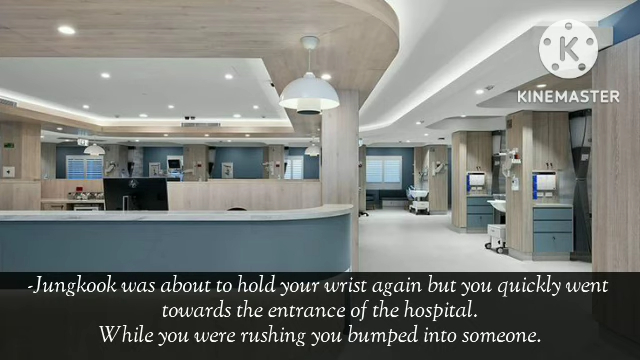 K
KINEMASTER
-Jungkook was about to hold your wrist again but you quickly went
towards the entrance of the hospital.
While you were rushing you bumped into someone.